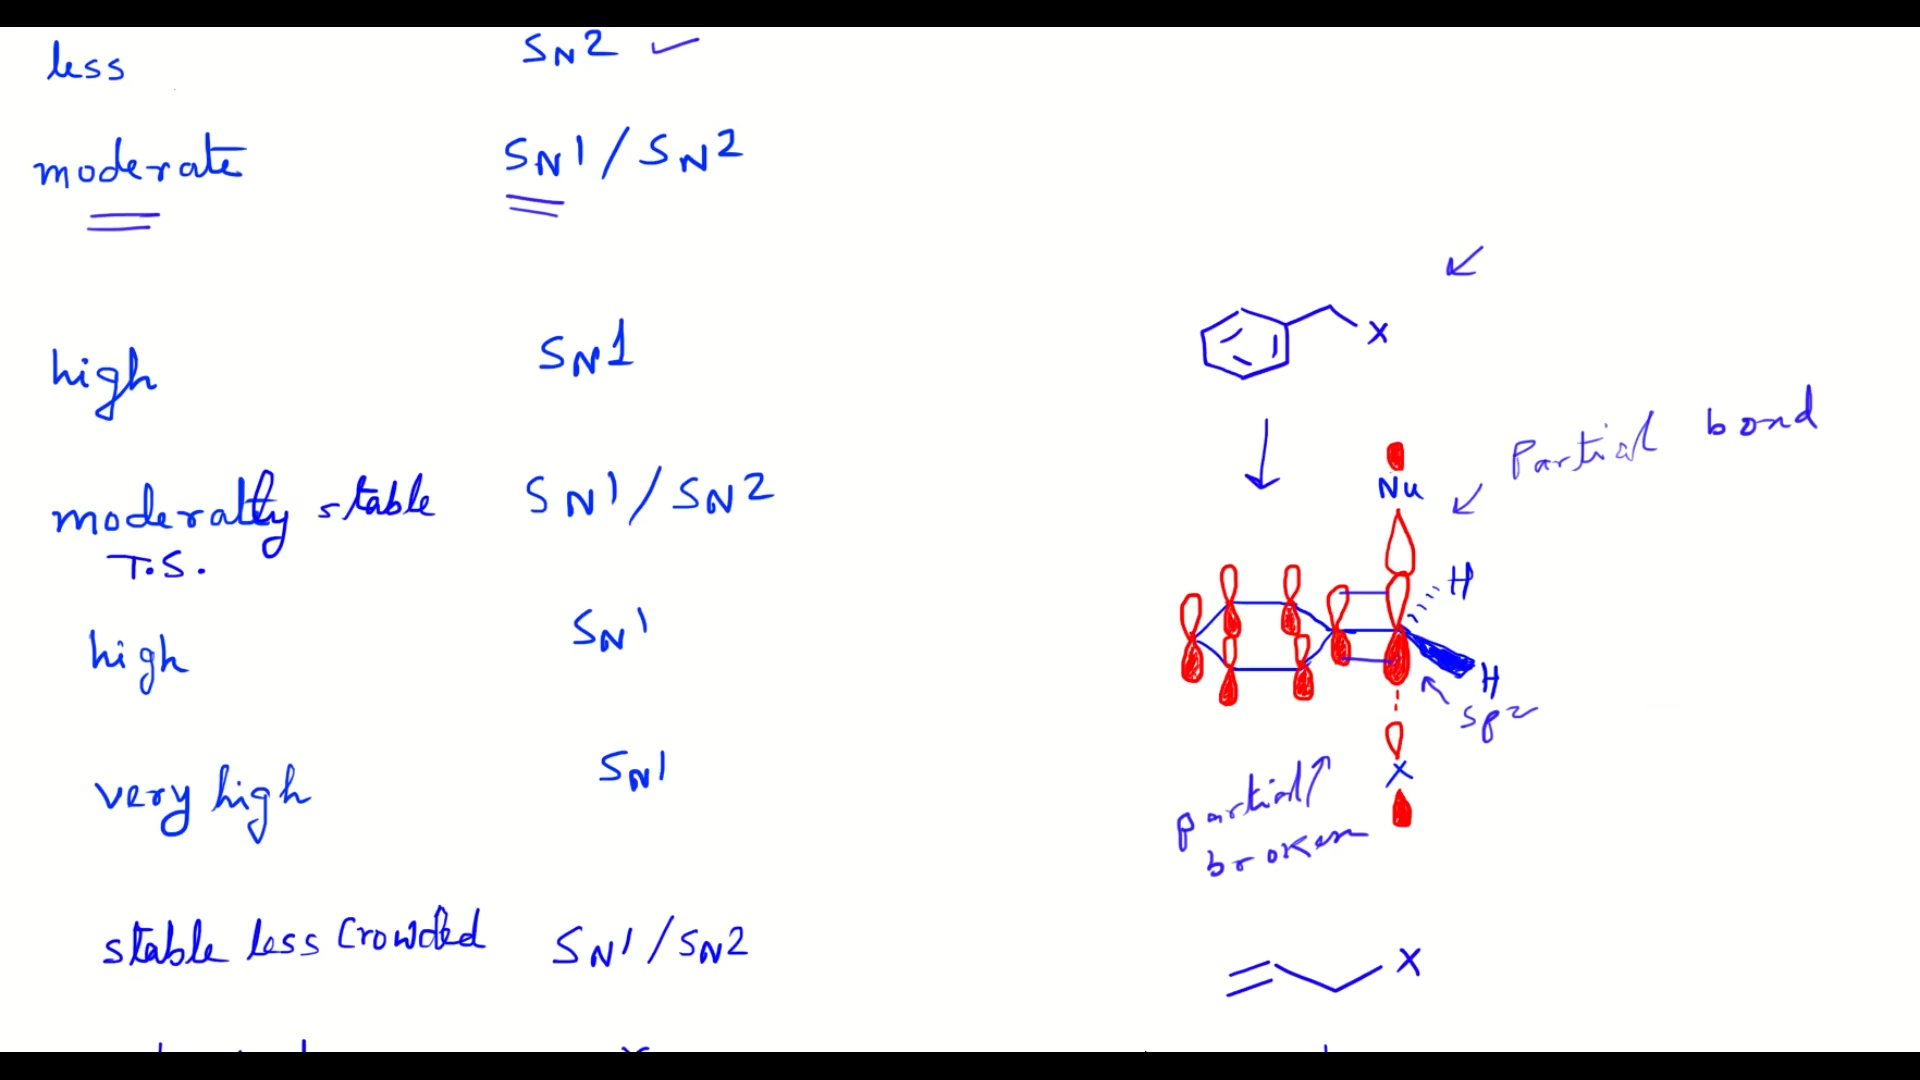 less SN2
moderate SN1/SN2
high SN1
moderatly stable SN1/SN2
T.S.
high SN1
very high SN1
stable less crowded SN1/SN2
X
Partial bond
Nu
H
H
sp2
X
partial
broken
X